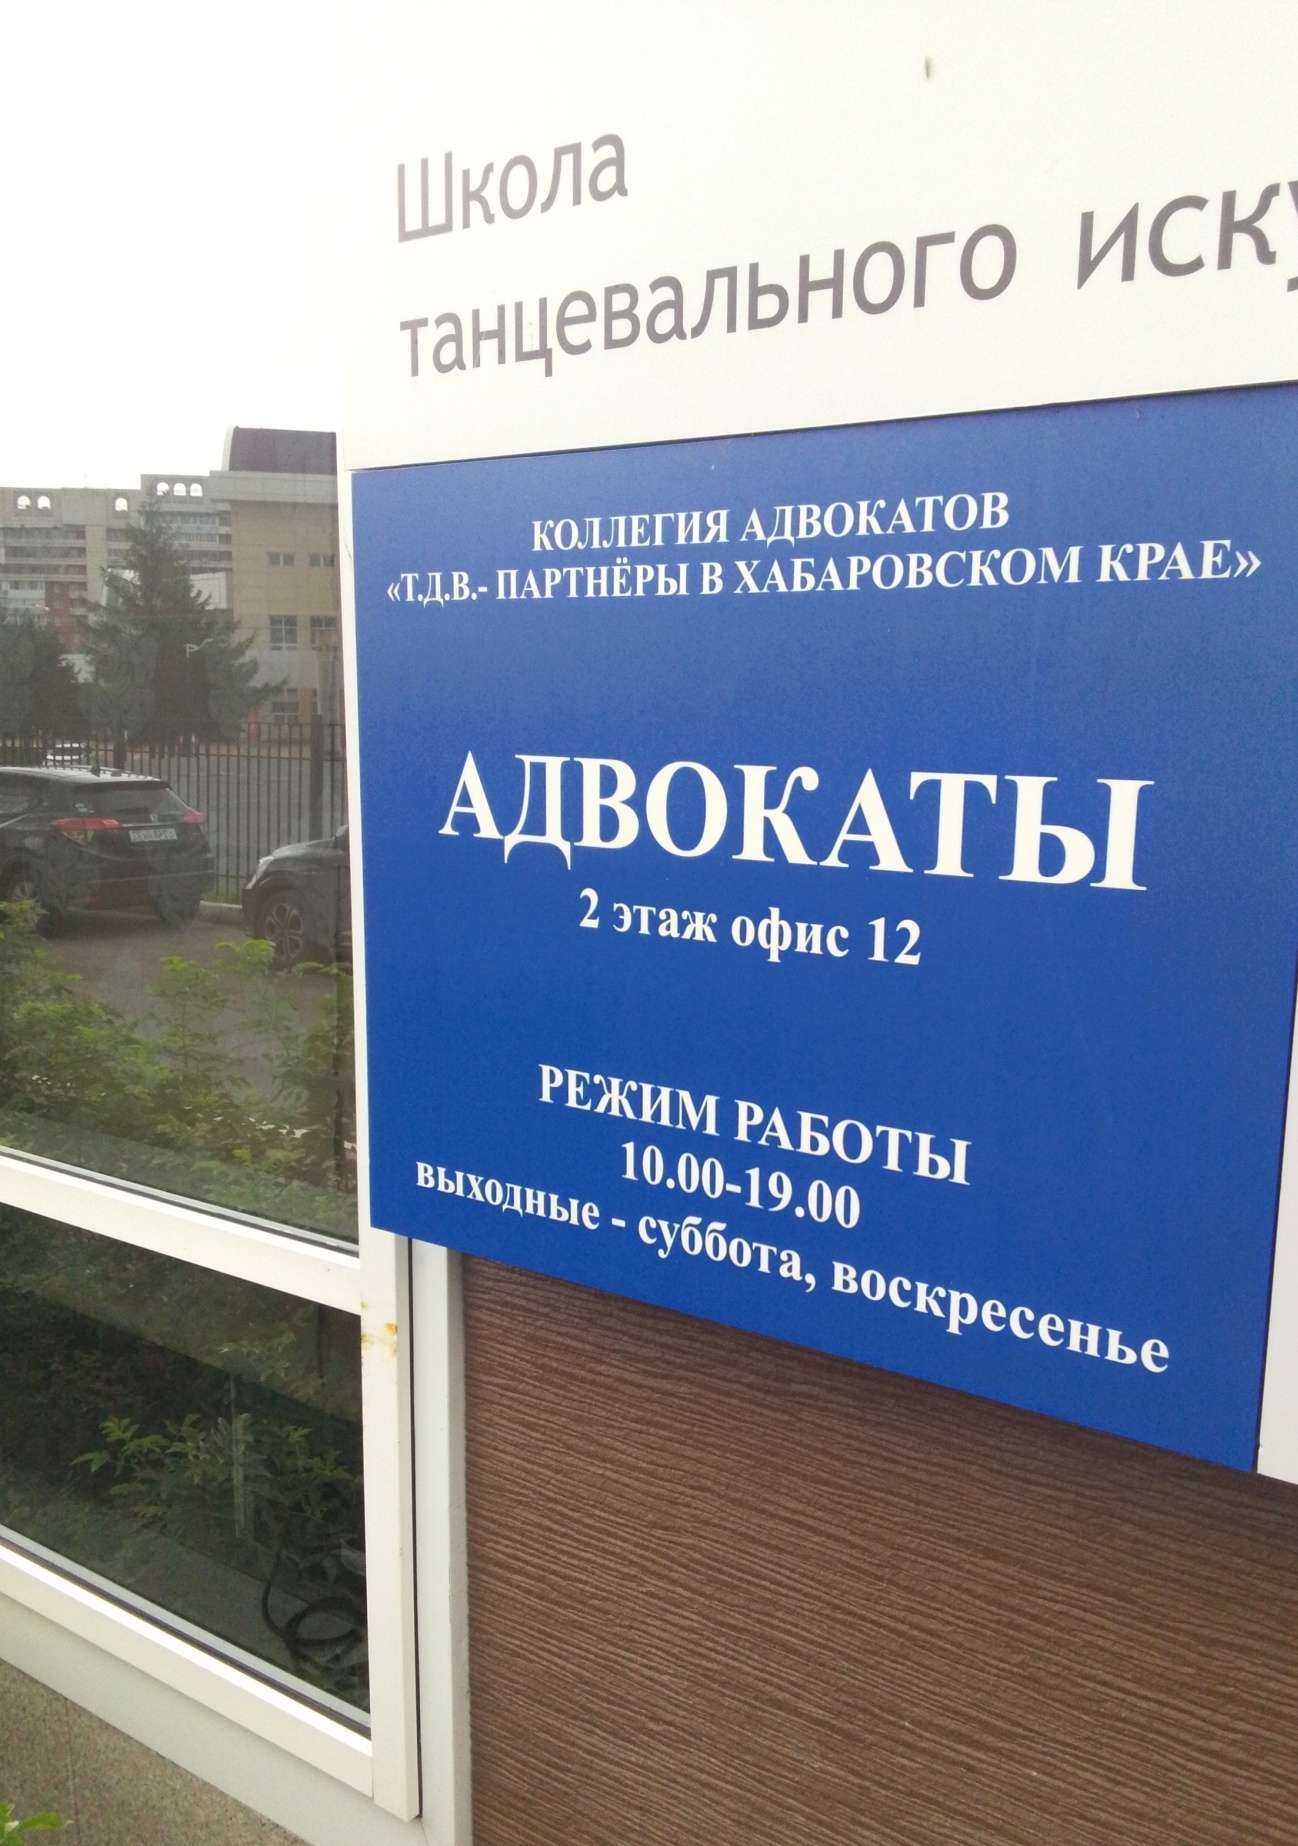 Школа
танцевального
КОЛЛЕГИЯ АДВОКАТОВ
«Т.Д.В.- ПАРТНЁРЫ В ХАБАРОВСКОМ КРАЕ»
АДВОКАТЫ
2 этаж офис 12
РЕЖИМ РАБОТЫ
10.00-19.00
выходные - суббота, воскресенье